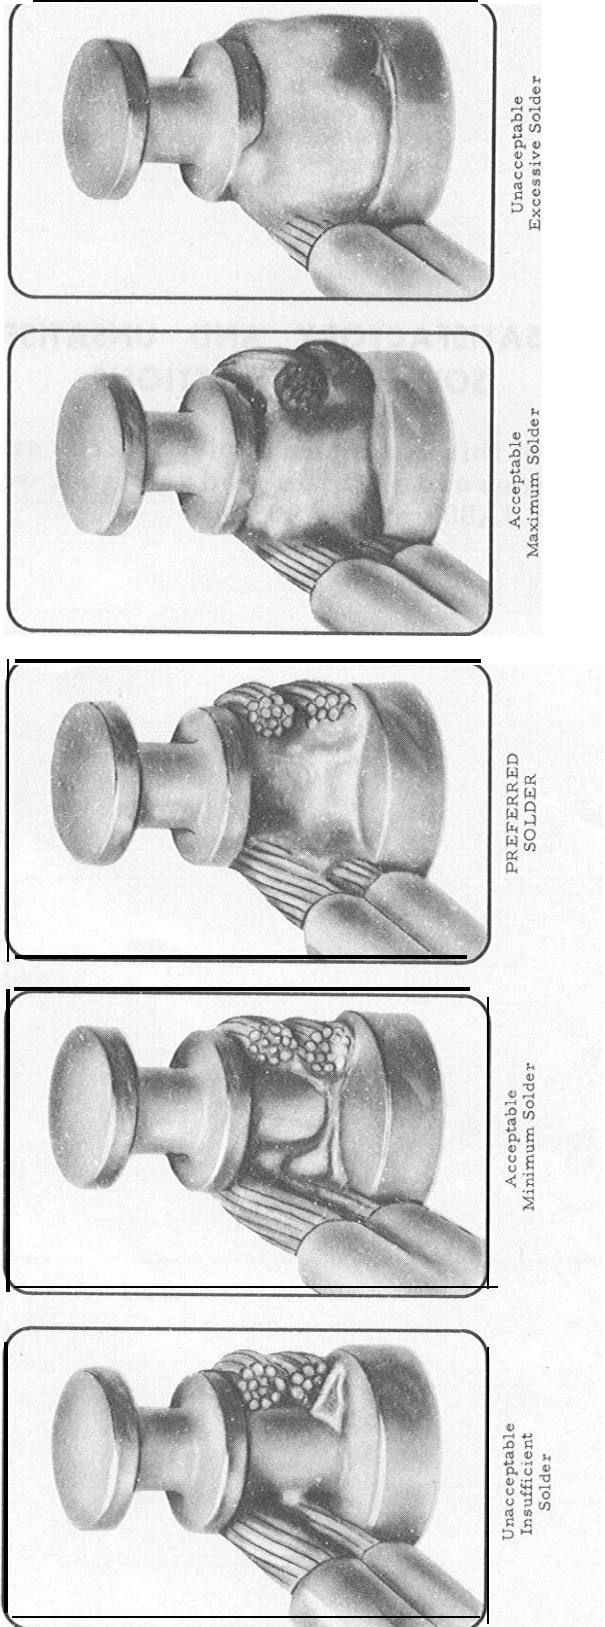 Unacceptable
Excessive Solder
Acceptable
Maximum Solder
PREFERRED
SOLDER
Acceptable
Minimum Solder
Unacceptable
Insufficient
Solder